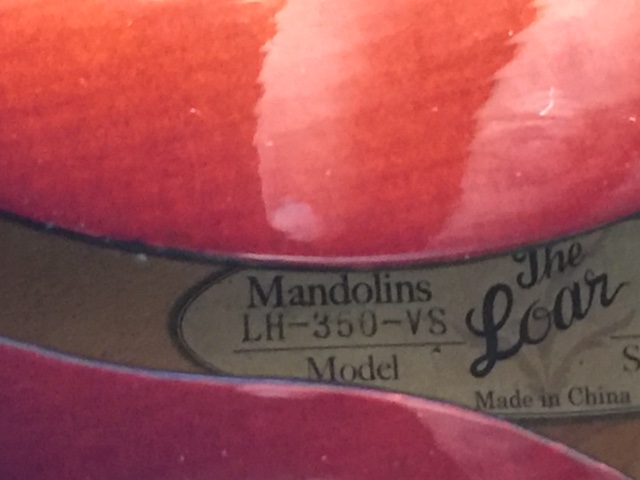 Mandolins
LH-350-VS
Model
The
Loar
S
Made in China